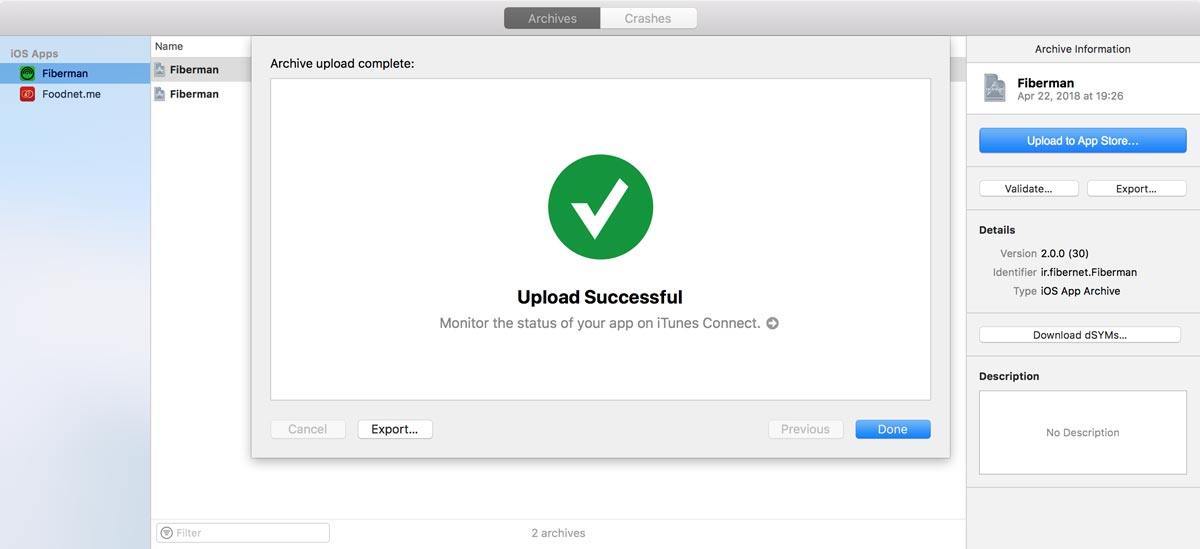 Archives Crashes
iOS Apps
Fiberman
Foodnet.me
Name
Fiberman
Fiberman
Archive upload complete:
Upload Successful
Monitor the status of your app on iTunes Connect.
Cancel Export... Previous Done
Filter
2 archives
Archive Information
Fiberman
Apr 22, 2018 at 19:26
Upload to App Store...
Validate... Export...
Details
Version 2.0.0 (30)
Identifier ir.fibernet.Fiberman
Type iOS App Archive
Download dSYMs...
Description
No Description